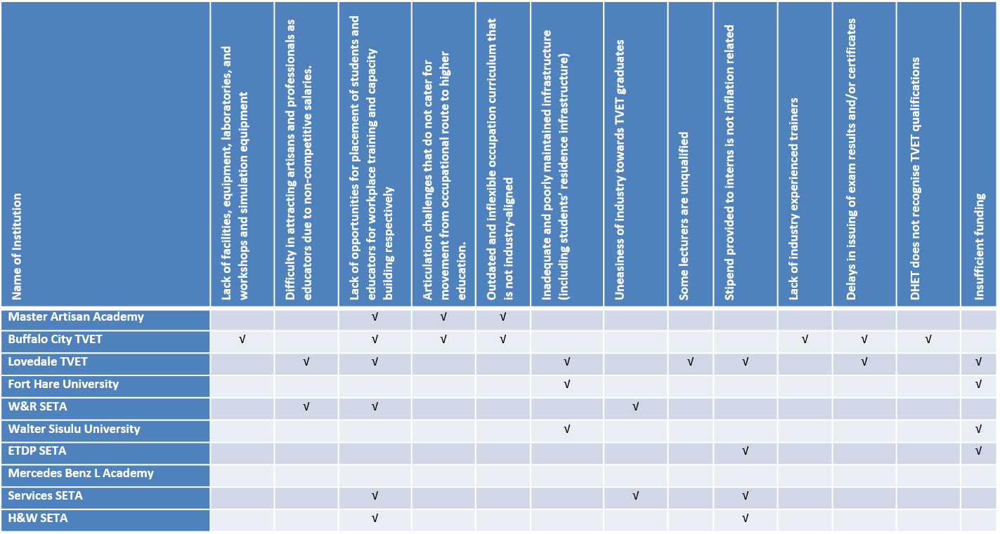 Name of Institution
Lack of facilities, equipment, laboratories, and
workshops and simulation equipment
Difficulty in attracting artisans and professionals as
educators due to non-competitive salaries.
Lack of opportunities for placement of students and
educators for workplace training and capacity
building respectively
Articulation challenges that do not cater for
movement from occupational route to higher
education.
Outdated and inflexible occupation curriculum that
is not industry-aligned
Inadequate and poorly maintained infrastructure
(including students’ residence infrastructure)
Uneasiness of industry towards TVET graduates
Some lecturers are unqualified
Stipend provided to interns is not inflation related
Lack of industry experienced trainers
Delays in issuing of exam results and/or certificates
DHET does not recognise TVET qualifications
Insufficient funding
Master Artisan Academy √ √ √
Buffalo City TVET √ √ √ √ √ √ √
Lovedale TVET √ √ √ √ √ √ √
Fort Hare University √ √
W&R SETA √ √ √
Walter Sisulu University √ √
ETDP SETA √ √
Mercedes Benz L Academy
Services SETA √ √ √
H&W SETA √ √